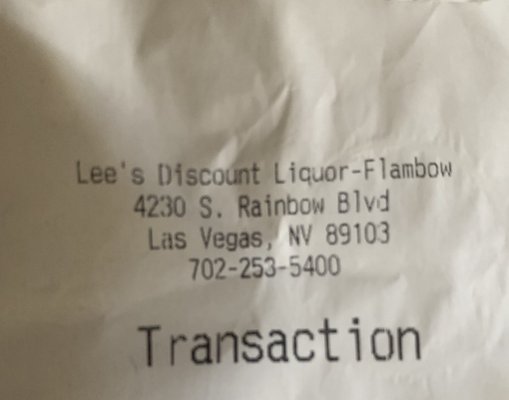 Lee's Discount Liquor-Flambow
4230 S. Rainbow Blvd
Las Vegas, NV 89103
702-253-5400
Transaction